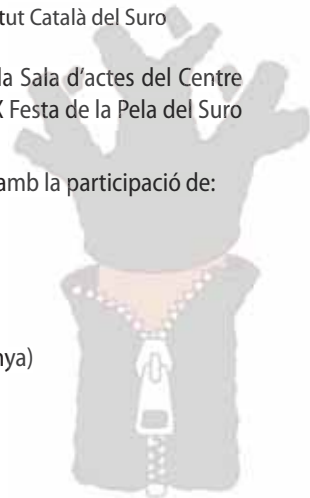 tut Català del Suro
la Sala d'actes del Centre
X Festa de la Pela del Suro
amb la participació de:
nya)